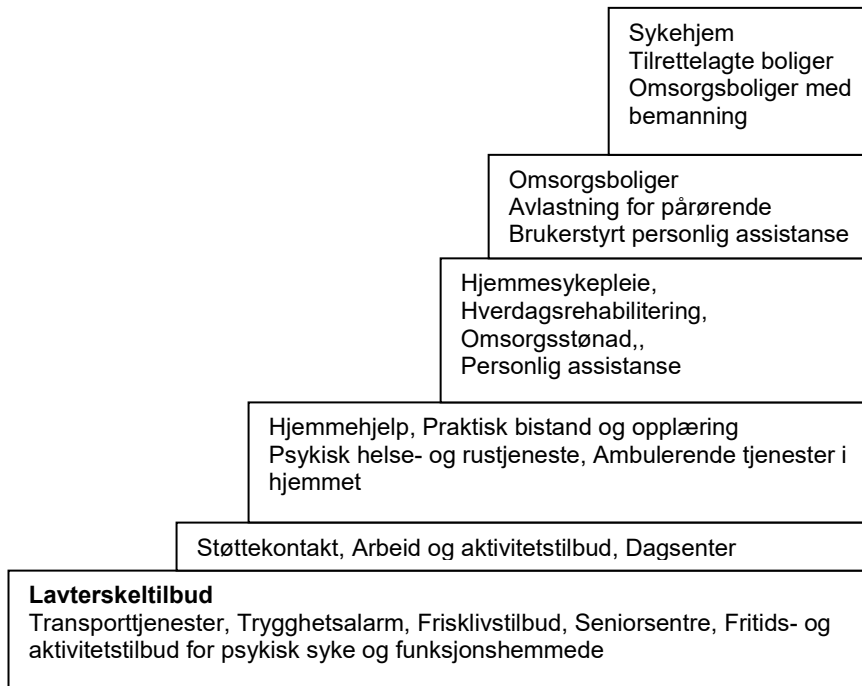 Sykehjem
Tilrettelagte boliger
Omsorgsboliger med
bemanning
Omsorgsboliger
Avlastning for pårørende
Brukerstyrt personlig assistanse
Hjemmesykepleie,
Hverdagsrehabilitering,
Omsorgsstønad,,
Personlig assistanse
Hjemmehjelp, Praktisk bistand og opplæring
Psykisk helse- og rustjeneste, Ambulerende tjenester i
hjemmet
Støttekontakt, Arbeid og aktivitetstilbud, Dagsenter
Lavterskeltilbud
Transporttjenester, Trygghetsalarm, Frisklivstilbud, Seniorsentre, Fritids- og
aktivitetstilbud for psykisk syke og funksjonshemmede